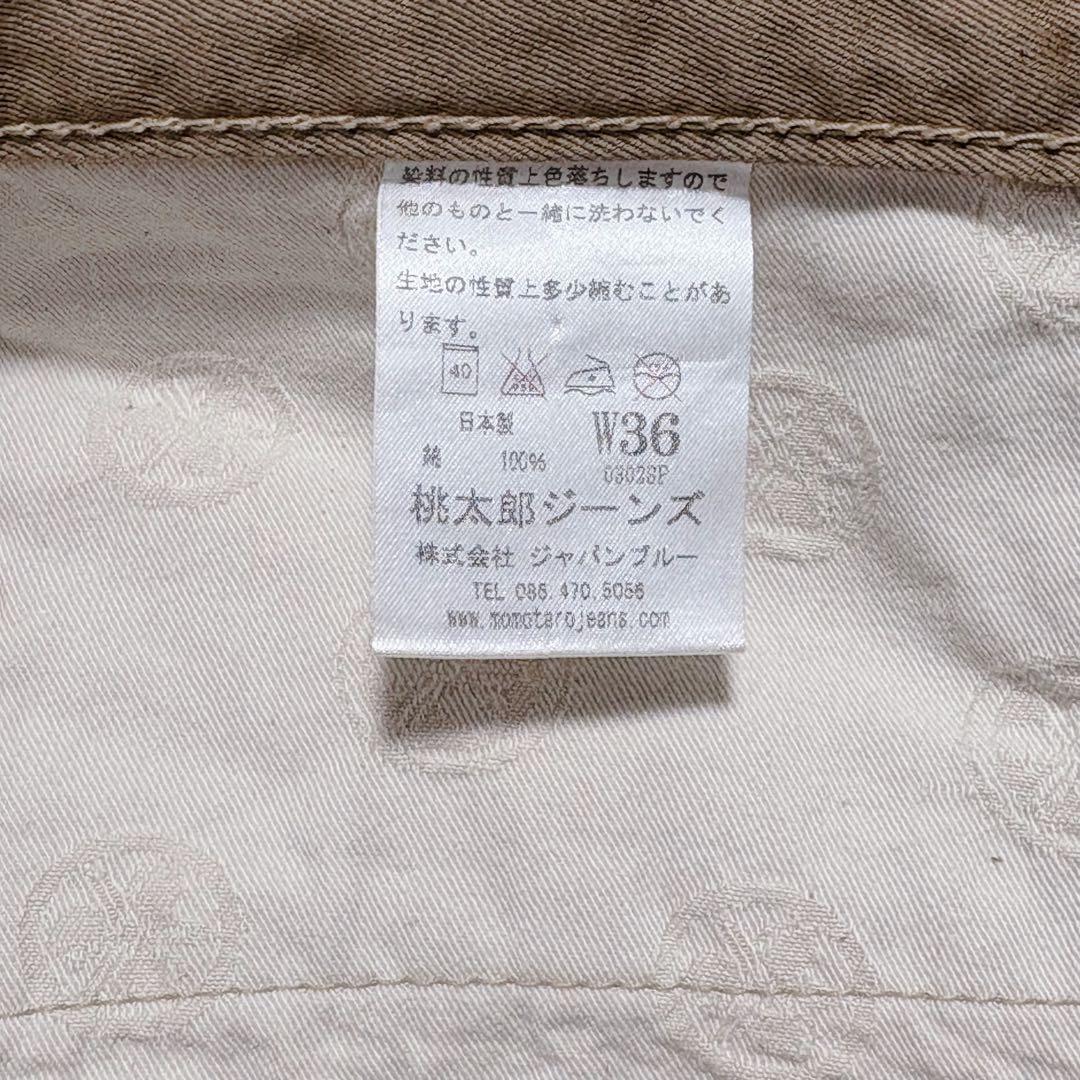 染料の性質上色落ちしますので
他のものと一緒に洗わないでく
ださい。
生地の性質上多少縮むことがあ
ります。
40
日本製 W36
綿 100%
0302SP
桃太郎ジーンズ
株式会社 ジャパンブルー
TEL 086.470.5056
www.momotarojeans.com